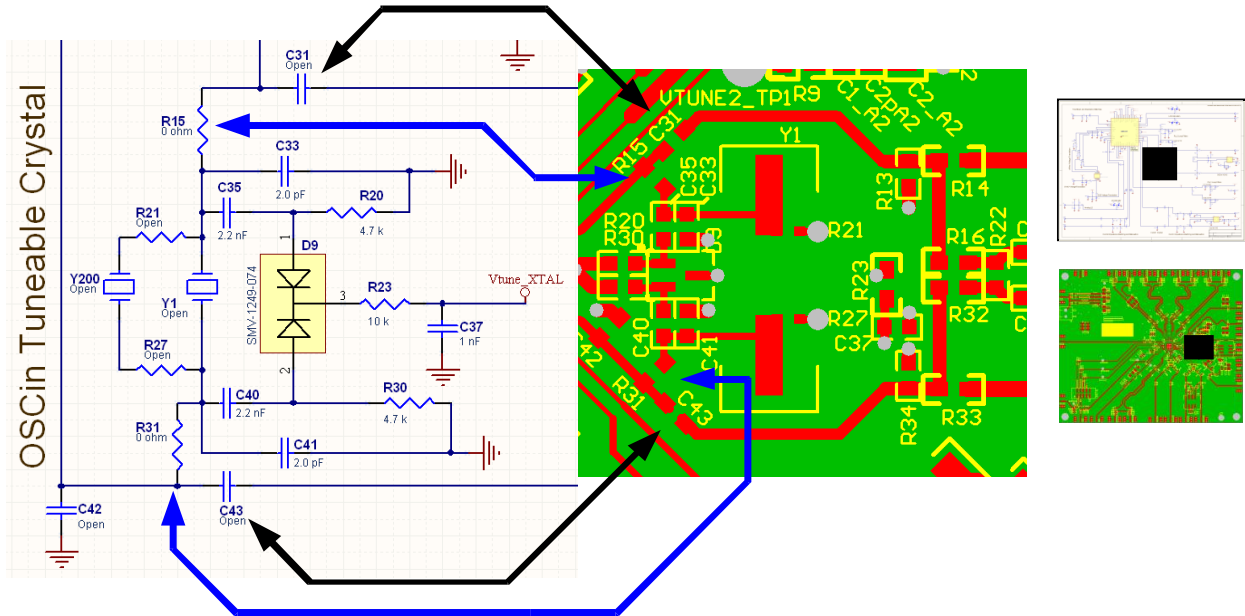 OSCin Tuneable Crystal
C31
Open
R15
0 ohm
C33
2.0 pF
C35
2.2 nF
R20
4.7 k
R21
Open
1
D9
Y200
Open
Y1
SMV-1249-074
3
R23
10 k
Vtune_XTAL
C37
1 nF
R27
Open
2
C40
2.2 nF
R30
4.7 k
R31
0 ohm
C41
2.0 pF
C42
Open
C43
Open
VTUNE2_TP1
R9
C1_A2
C2_A2
C31
Y1
R15
C35
C33
R13
R14
R20
R30
R21
R16
R22
R23
R32
R27
C37
C40
C41
C42
R31
C43
R34
R33